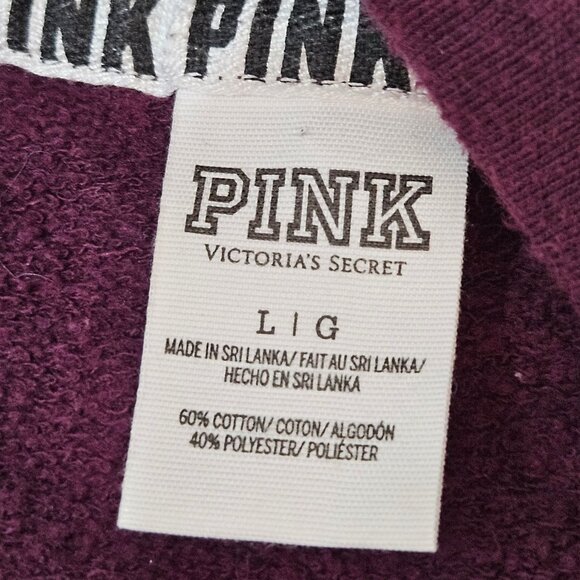 INK PINK
PINK
VICTORIA'S SECRET
L | G
MADE IN SRI LANKA/ FAIT AU SRI LANKA/
HECHO EN SRI LANKA
60% COTTON/ COTON/ ALGODÓN
40% POLYESTER/ POLIÉSTER